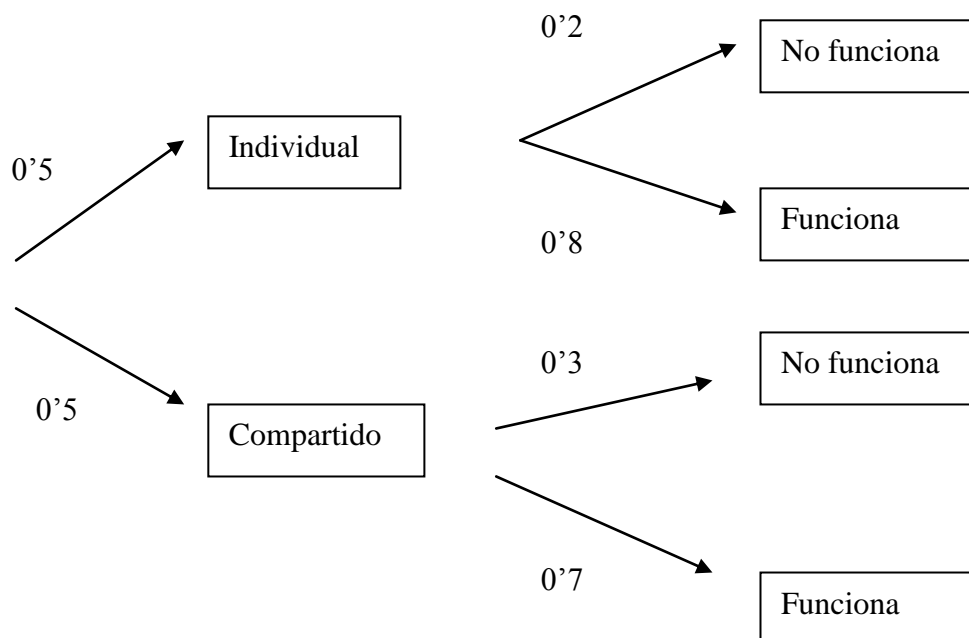 0’2
No funciona
Individual
0’5
Funciona
0’8
No funciona
0’3
0’5
Compartido
0’7
Funciona